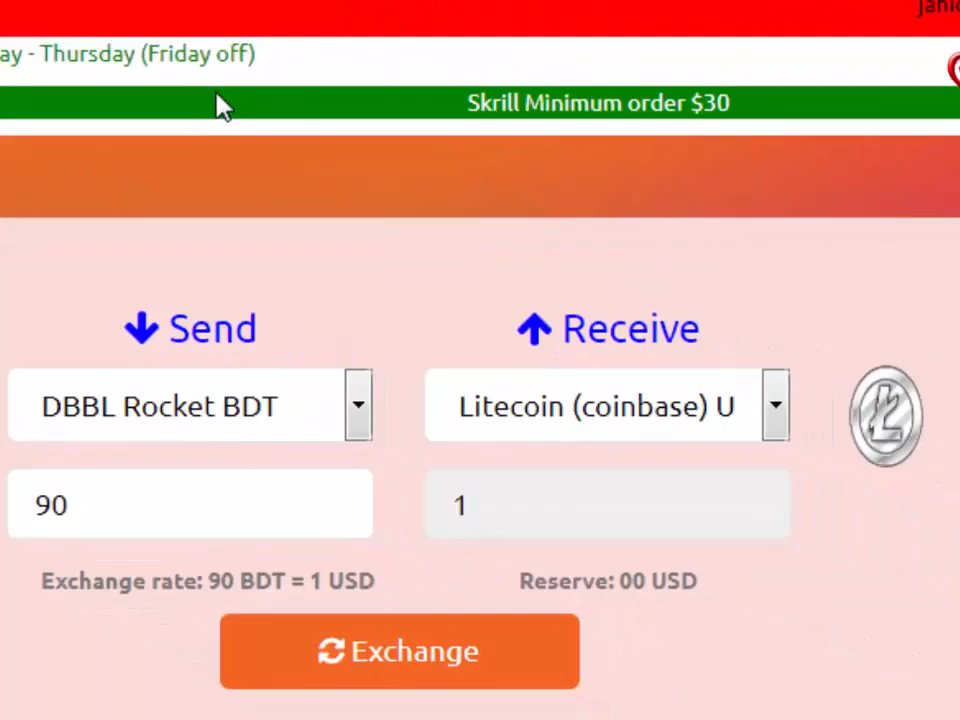 ay - Thursday (Friday off)
Skrill Minimum order $30
Send
Receive
DBBL Rocket BDT
Litecoin (coinbase) U
90
1
Exchange rate: 90 BDT = 1 USD
Reserve: 00 USD
Exchange